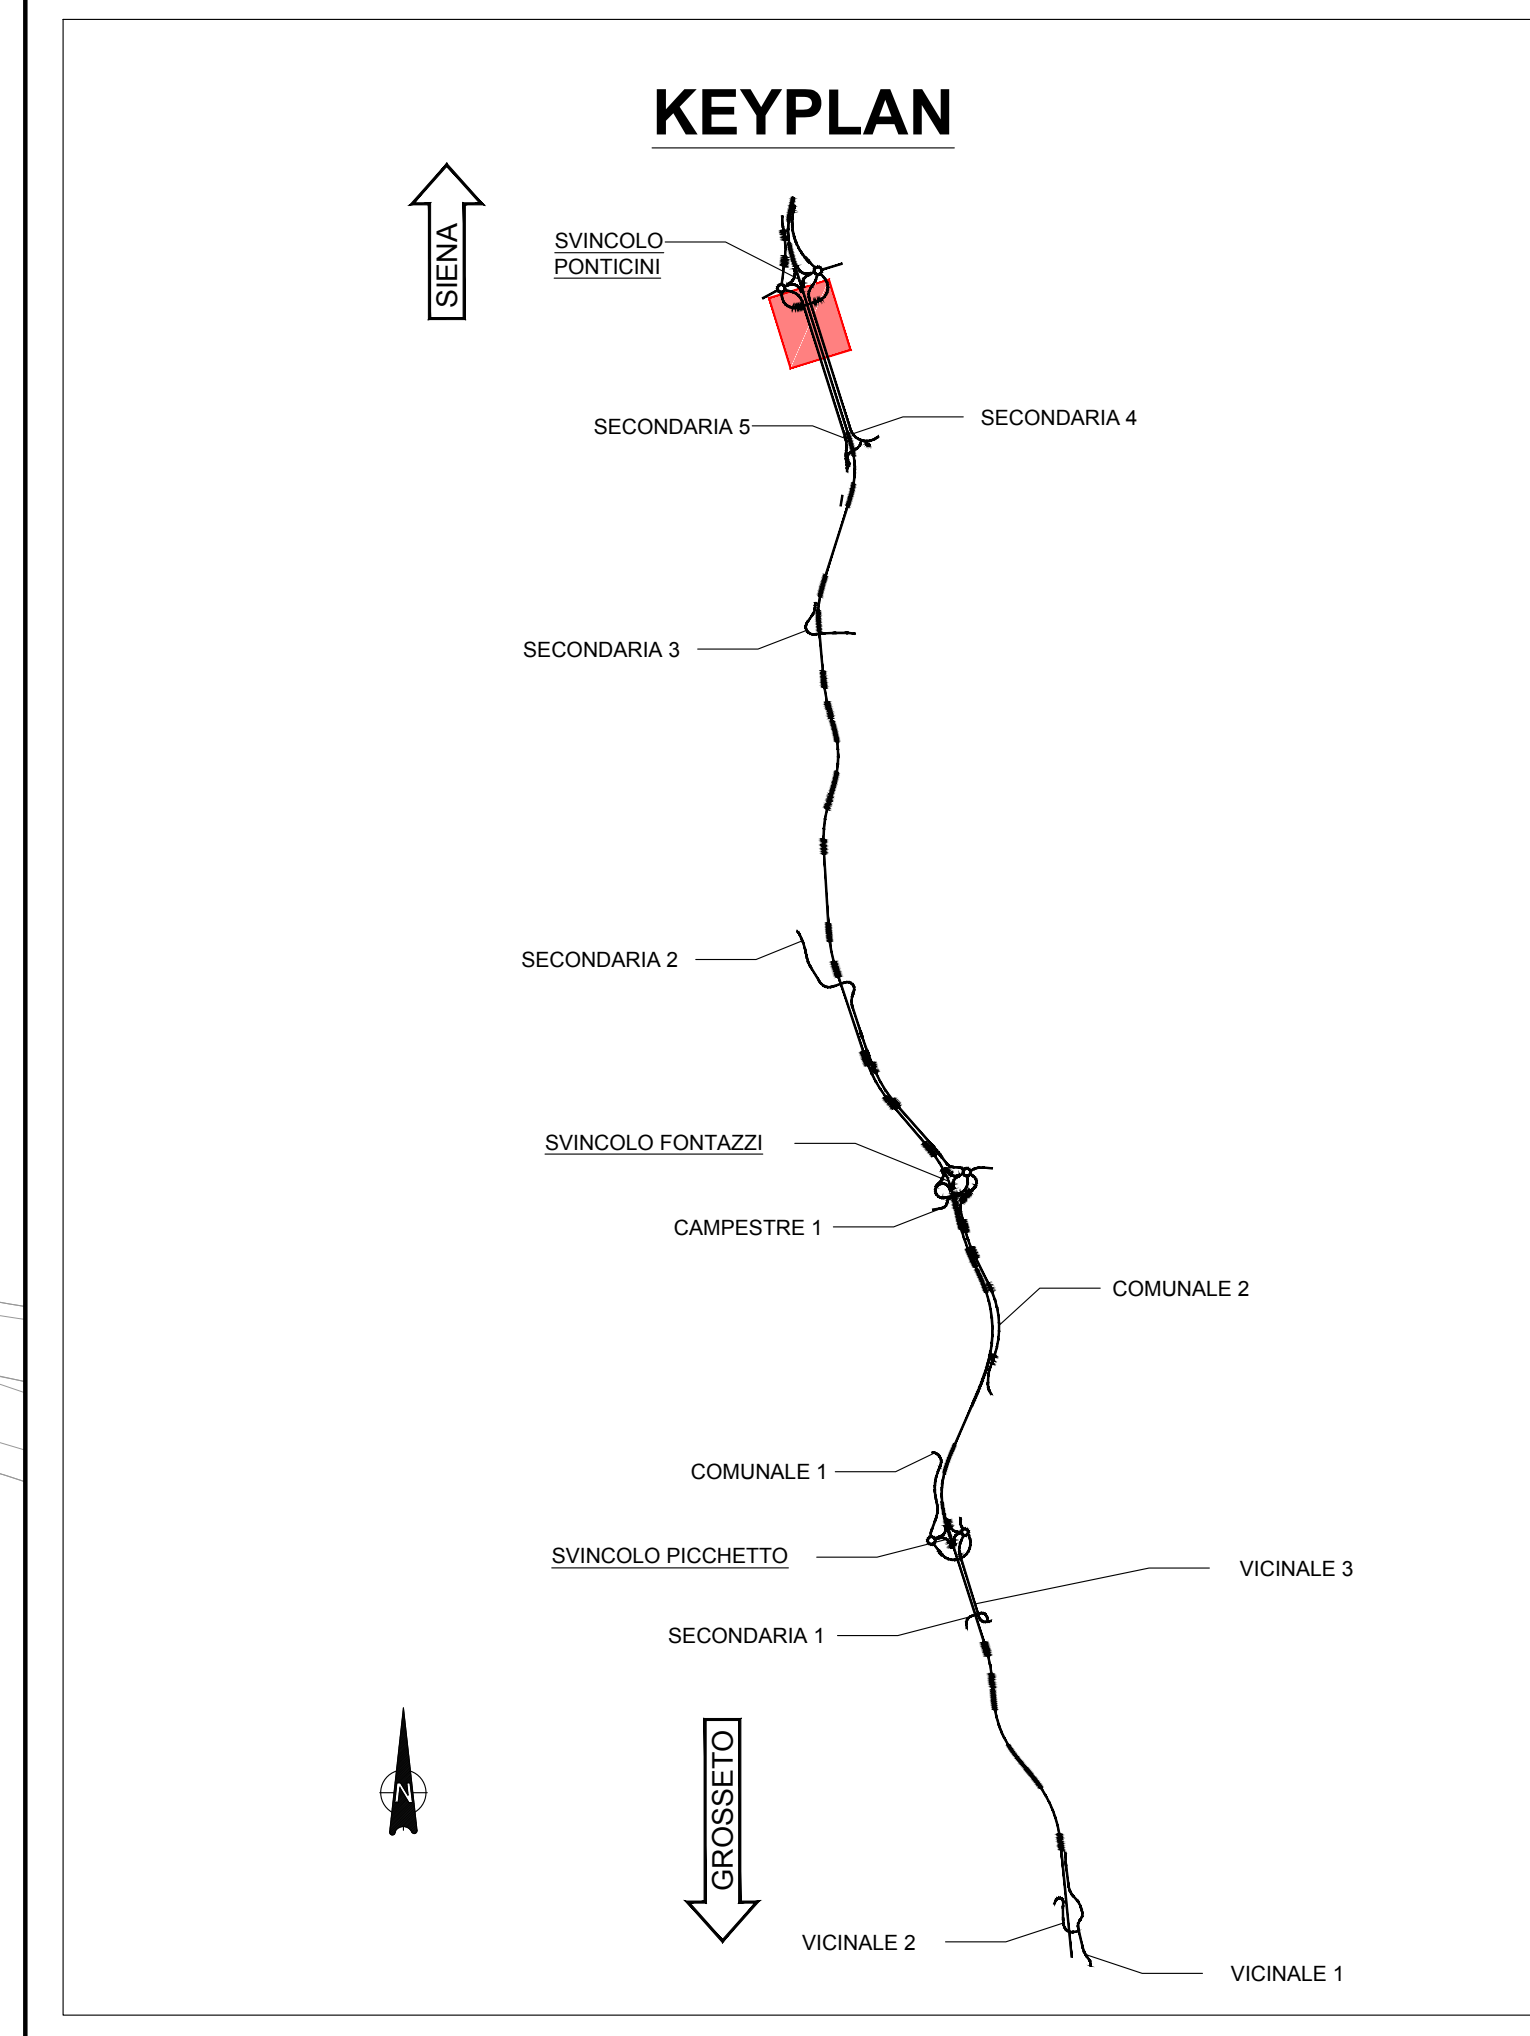 KEYPLAN
SIENA
SVINCOLO
PONTICINI
SECONDARIA 5
SECONDARIA 4
SECONDARIA 3
SECONDARIA 2
SVINCOLO FONTAZZI
CAMPESTRE 1
COMUNALE 2
COMUNALE 1
SVINCOLO PICCHETTO
VICINALE 3
SECONDARIA 1
N
GROSSETO
VICINALE 2
VICINALE 1